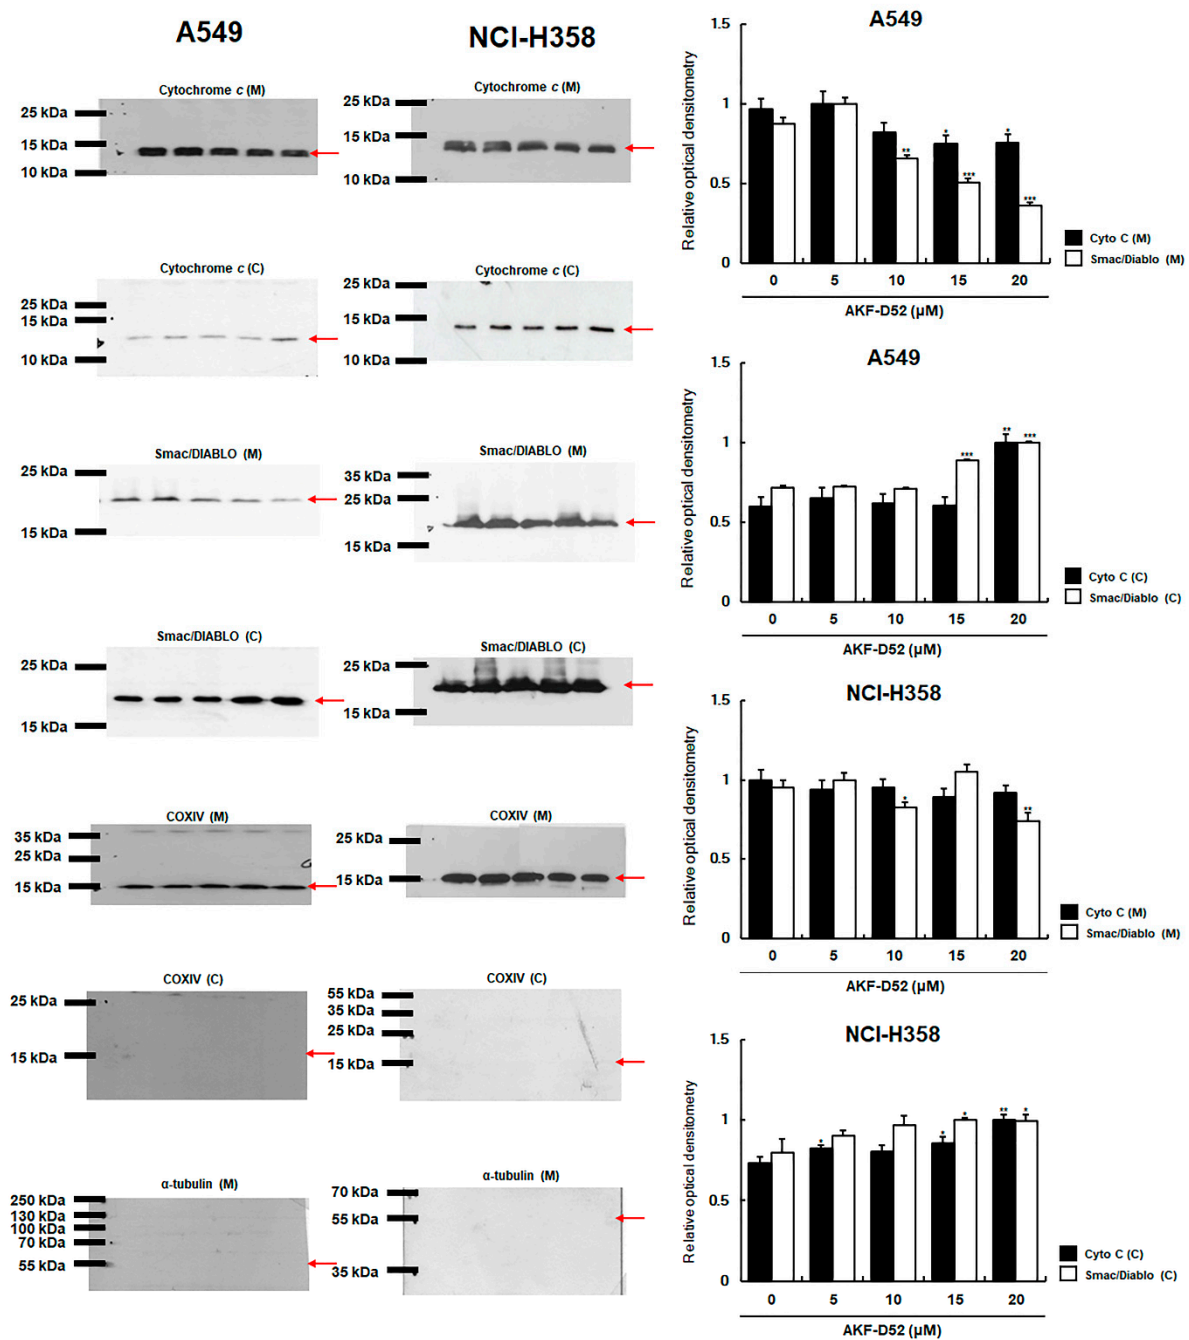 A549
Cytochrome c (M)
25 kDa
15 kDa
10 kDa
Cytochrome c (C)
25 kDa
15 kDa
10 kDa
Smac/DIABLO (M)
25 kDa
15 kDa
Smac/DIABLO (C)
25 kDa
15 kDa
COXIV (M)
35 kDa
25 kDa
15 kDa
COXIV (C)
25 kDa
15 kDa
α-tubulin (M)
250 kDa
130 kDa
100 kDa
70 kDa
55 kDa
NCI-H358
Cytochrome c (M)
25 kDa
15 kDa
10 kDa
Cytochrome c (C)
25 kDa
15 kDa
10 kDa
Smac/DIABLO (M)
35 kDa
25 kDa
15 kDa
Smac/DIABLO (C)
25 kDa
15 kDa
COXIV (M)
25 kDa
15 kDa
COXIV (C)
55 kDa
35 kDa
25 kDa
15 kDa
α-tubulin (M)
70 kDa
55 kDa
35 kDa
A549
Relative optical densitometry
1.5
1
0.5
0
** * *** * ***
0 5 10 15 20
AKF-D52 (µM)
Cyto C (M)
Smac/Diablo (M)
A549
Relative optical densitometry
1.5
1
0.5
0
*** ** ***
0 5 10 15 20
AKF-D52 (µM)
Cyto C (C)
Smac/Diablo (C)
NCI-H358
Relative optical densitometry
1.5
1
0.5
0
* **
0 5 10 15 20
AKF-D52 (µM)
Cyto C (M)
Smac/Diablo (M)
NCI-H358
Relative optical densitometry
1.5
1
0.5
0
* * * ** *
0 5 10 15 20
AKF-D52 (µM)
Cyto C (C)
Smac/Diablo (C)